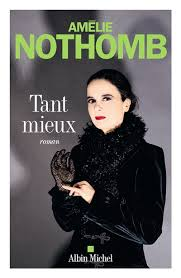 AMÉLIE
NOTHOMB
Tant
mieux
roman
Albin Michel